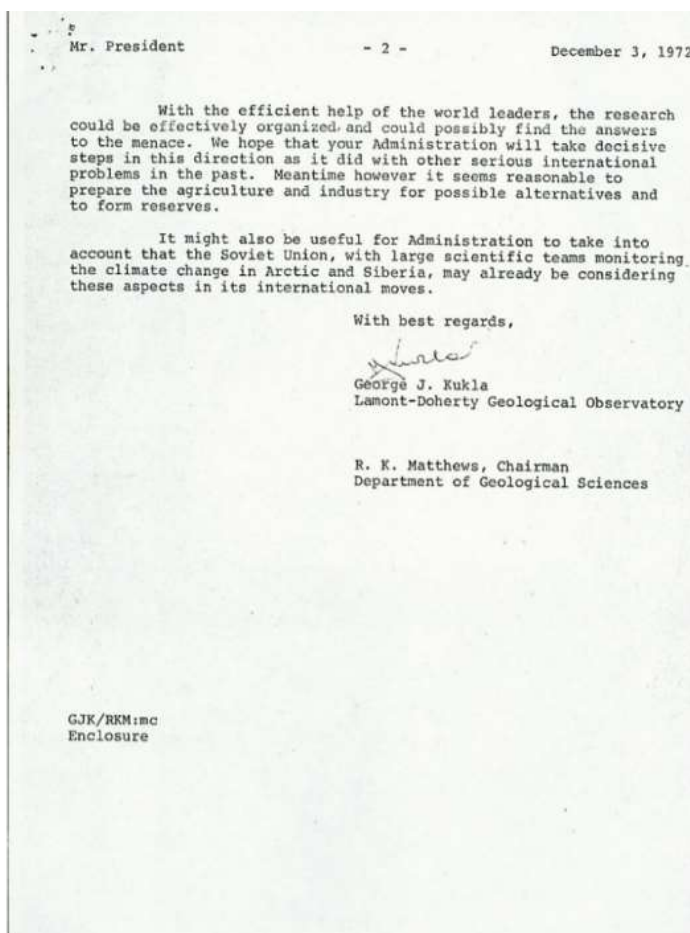 Mr. President - 2 - December 3, 1972
With the efficient help of the world leaders, the research
could be effectively organized, and could possibly find the answers
to the menace. We hope that your Administration will take decisive
steps in this direction as it did with other serious international
problems in the past. Meantime however it seems reasonable to
prepare the agriculture and industry for possible alternatives and
to form reserves.
It might also be useful for Administration to take into
account that the Soviet Union, with large scientific teams monitoring
the climate change in Arctic and Siberia, may already be considering
these aspects in its international moves.
With best regards,
George J. Kukla
Lamont-Doherty Geological Observatory
R. K. Matthews, Chairman
Department of Geological Sciences
GJK/RKM:mc
Enclosure